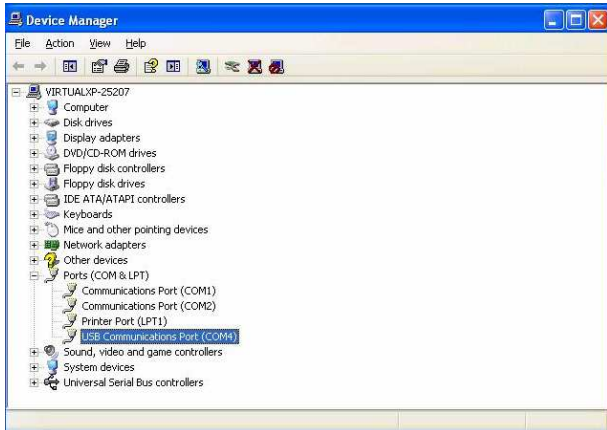 Device Manager
File Action View Help
VIRTUALXP-25207
Computer
Disk drives
Display adapters
DVD/CD-ROM drives
Floppy disk controllers
Floppy disk drives
IDE ATA/ATAPI controllers
Keyboards
Mice and other pointing devices
Network adapters
Other devices
Ports (COM & LPT)
Communications Port (COM1)
Communications Port (COM2)
Printer Port (LPT1)
USB Communications Port (COM4)
Sound, video and game controllers
System devices
Universal Serial Bus controllers